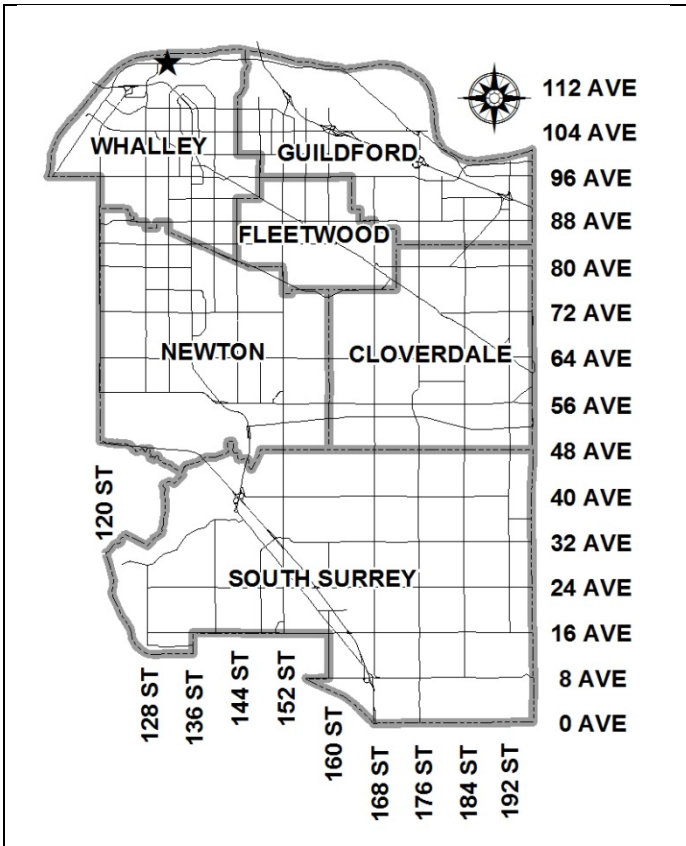 112 AVE
104 AVE
WHALLEY
GUILDFORD
96 AVE
88 AVE
FLEETWOOD
80 AVE
72 AVE
NEWTON
CLOVERDALE
64 AVE
56 AVE
48 AVE
120 ST
40 AVE
32 AVE
SOUTH SURREY
24 AVE
16 AVE
128 ST
136 ST
144 ST
152 ST
8 AVE
160 ST
0 AVE
168 ST
176 ST
184 ST
192 ST